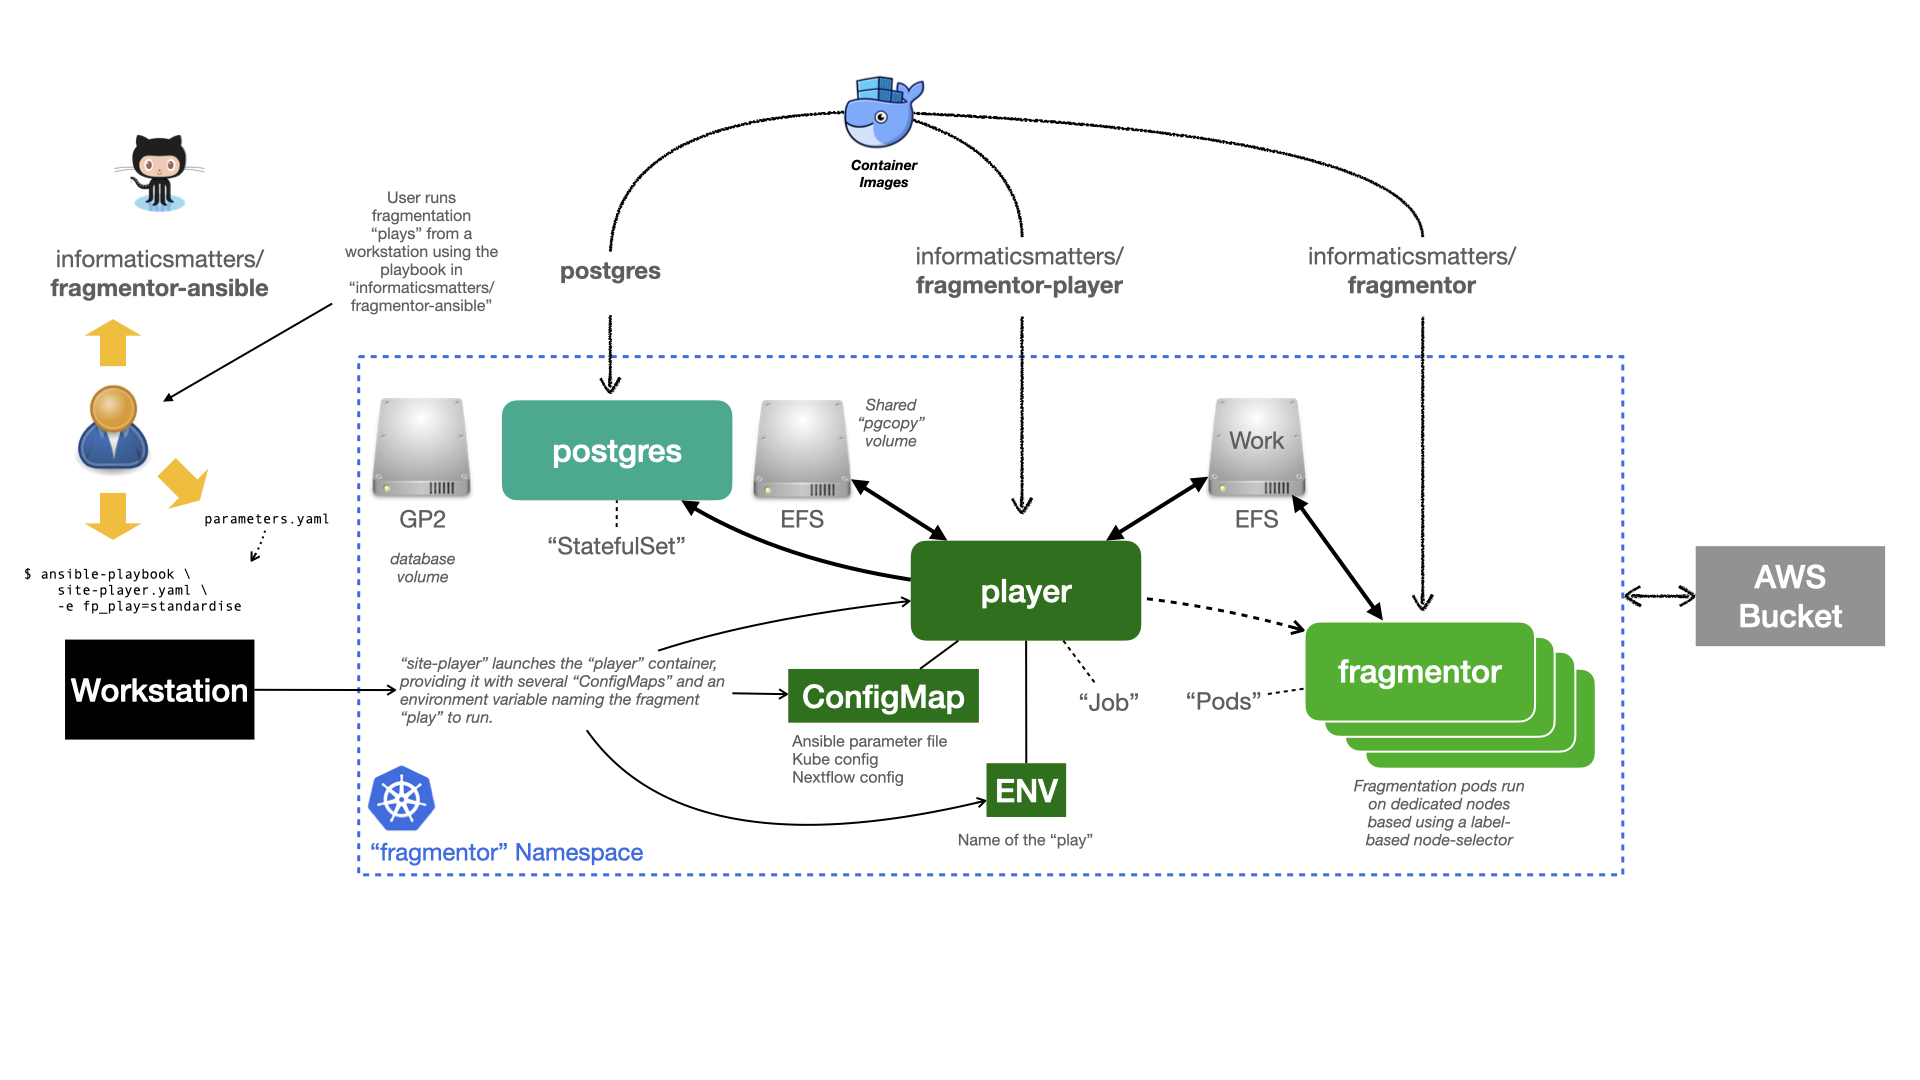 Container
Images
informaticsmatters/
fragmentor-ansible
User runs
fragmentation
“plays” from a
workstation using the
playbook in
“informaticsmatters/
fragmentor-ansible”
postgres
informaticsmatters/
fragmentor-player
informaticsmatters/
fragmentor
parameters.yaml
$ ansible-playbook \
site-player.yaml \
-e fp_play=standardise
Workstation
GP2
database
volume
postgres
“StatefulSet”
Shared
“pgcopy”
volume
EFS
Work
EFS
player
“site-player” launches the “player” container,
providing it with several “ConfigMaps” and an
environment variable naming the fragment
“play” to run.
ConfigMap
Ansible parameter file
Kube config
Nextflow config
“Job”
ENV
Name of the “play”
“Pods”
fragmentor
Fragmentation pods run
on dedicated nodes
based using a label-
based node-selector
“fragmentor” Namespace
AWS
Bucket